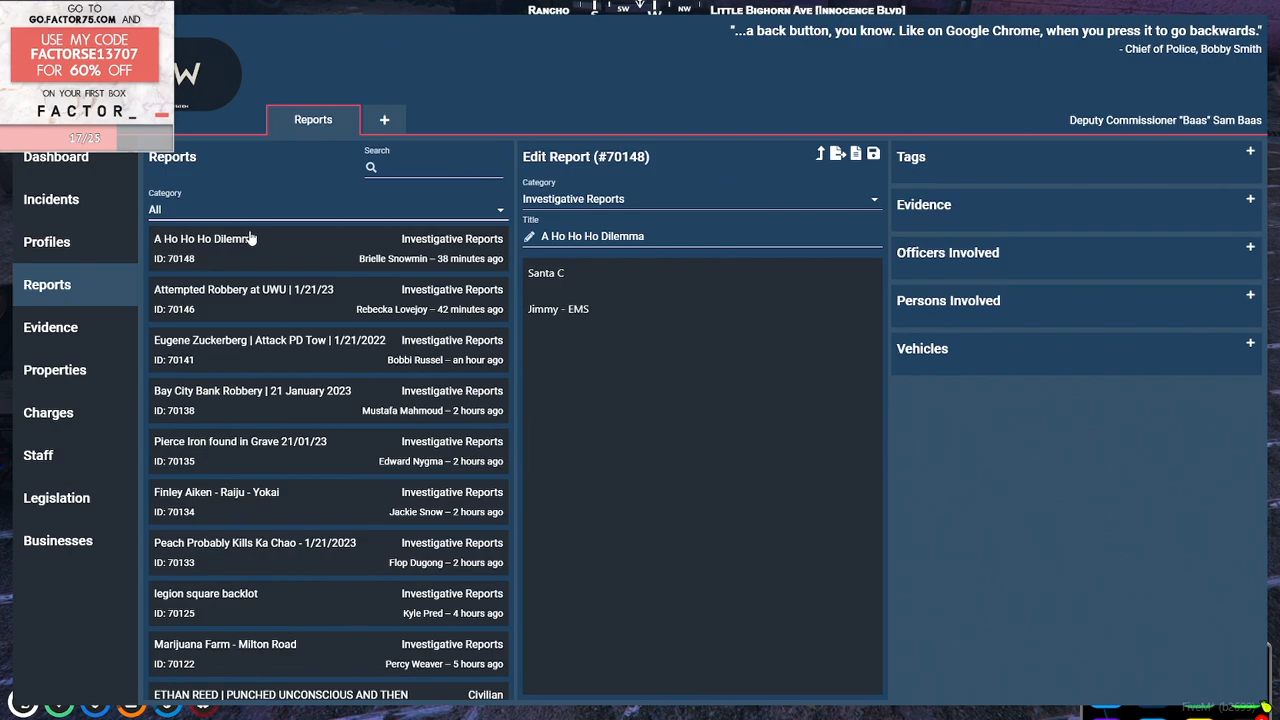 GO TO
GO.FACTOR75.COM AND
USE MY CODE
FACTORSE13707
FOR 60% OFF
ON YOUR FIRST BOX
FACTOR_
17/25
RANCHO
S
SW
W
NW
LITTLE BIGHORN AVE [INNOCENCE BLVD]
"...a back button, you know. Like on Google Chrome, when you press it to go backwards."
- Chief of Police, Bobby Smith
W
Reports
+
Deputy Commissioner "Baas" Sam Baas
Dashboard
Incidents
Profiles
Reports
Evidence
Properties
Charges
Staff
Legislation
Businesses
Reports
Search
Category
All
A Ho Ho Ho Dilemma
Investigative Reports
ID: 70148
Brielle Snowmin – 38 minutes ago
Attempted Robbery at UWU | 1/21/23
Investigative Reports
ID: 70146
Rebecka Lovejoy – 42 minutes ago
Eugene Zuckerberg | Attack PD Tow | 1/21/2022
Investigative Reports
ID: 70141
Bobbi Russel – an hour ago
Bay City Bank Robbery | 21 January 2023
Investigative Reports
ID: 70138
Mustafa Mahmoud – 2 hours ago
Pierce Iron found in Grave 21/01/23
Investigative Reports
ID: 70135
Edward Nygma – 2 hours ago
Finley Aiken - Raiju - Yokai
Investigative Reports
ID: 70134
Jackie Snow – 2 hours ago
Peach Probably Kills Ka Chao - 1/21/2023
Investigative Reports
ID: 70133
Flop Dugong – 2 hours ago
legion square backlot
Investigative Reports
ID: 70125
Kyle Pred – 4 hours ago
Marijuana Farm - Milton Road
Investigative Reports
ID: 70122
Percy Weaver – 5 hours ago
ETHAN REED | PUNCHED UNCONSCIOUS AND THEN
Civilian
Edit Report (#70148)
Category
Investigative Reports
Title
A Ho Ho Ho Dilemma
Santa C
Jimmy - EMS
Tags
+
Evidence
+
Officers Involved
+
Persons Involved
+
Vehicles
+